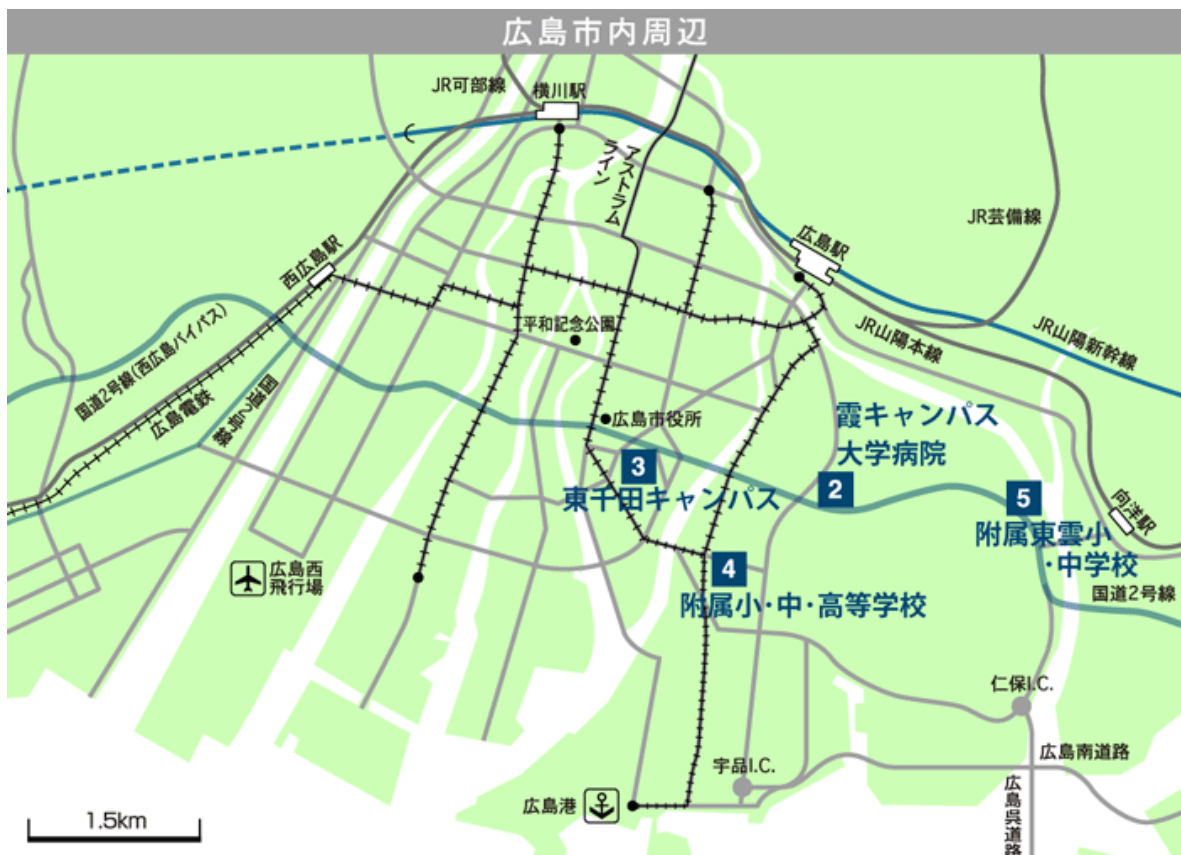 広島市内周辺
JR可部線
横川駅
アストラム
ライン
JR芸備線
広島駅
西広島駅
平和記念公園
JR山陽本線
JR山陽新幹線
国道2号線(西広島バイパス)
広島電鉄
国道2号線
広島市役所
霞キャンパス
大学病院
3
東千田キャンパス
2
5
向洋駅
附属東雲小
・中学校
広島西
飛行場
4
附属小・中・高等学校
国道2号線
仁保I.C.
宇品I.C.
広島南道路
広島港
広島呉道路
1.5km